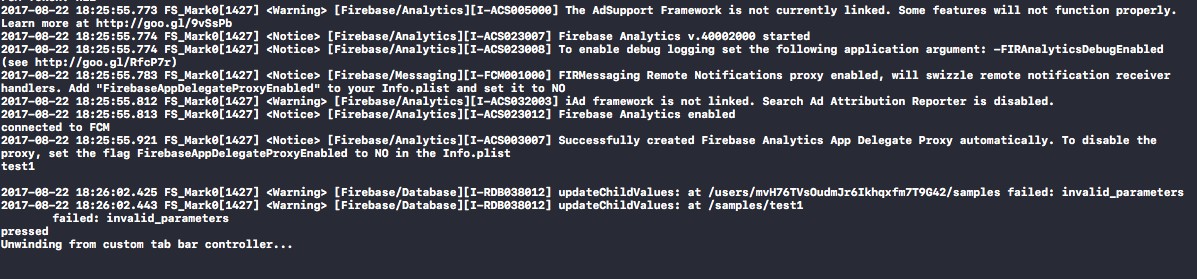 2017-08-22 18:25:55.773 FS_Mark0[1427] <Warning> [Firebase/Analytics][I-ACS005000] The AdSupport Framework is not currently linked. Some features will not function properly.
Learn more at http://goo.gl/9vSsPb
2017-08-22 18:25:55.774 FS_Mark0[1427] <Notice> [Firebase/Analytics][I-ACS023007] Firebase Analytics v.40002000 started
2017-08-22 18:25:55.774 FS_Mark0[1427] <Notice> [Firebase/Analytics][I-ACS023008] To enable debug logging set the following application argument: -FIRAnalyticsDebugEnabled
(see http://goo.gl/RfcP7r)
2017-08-22 18:25:55.783 FS_Mark0[1427] <Notice> [Firebase/Messaging][I-FCM001000] FIRMessaging Remote Notifications proxy enabled, will swizzle remote notification receiver
handlers. Add "FirebaseAppDelegateProxyEnabled" to your Info.plist and set it to NO
2017-08-22 18:25:55.812 FS_Mark0[1427] <Warning> [Firebase/Analytics][I-ACS032003] iAd framework is not linked. Search Ad Attribution Reporter is disabled.
2017-08-22 18:25:55.813 FS_Mark0[1427] <Notice> [Firebase/Analytics][I-ACS023012] Firebase Analytics enabled
connected to FCM
2017-08-22 18:25:55.921 FS_Mark0[1427] <Notice> [Firebase/Analytics][I-ACS003007] Successfully created Firebase Analytics App Delegate Proxy automatically. To disable the
proxy, set the flag FirebaseAppDelegateProxyEnabled to NO in the Info.plist
test1
2017-08-22 18:26:02.425 FS_Mark0[1427] <Warning> [Firebase/Database][I-RDB038012] updateChildValues: at /users/mvH76TVsOudmJr6Ikhqxfm7T9G42/samples failed: invalid_parameters
2017-08-22 18:26:02.443 FS_Mark0[1427] <Warning> [Firebase/Database][I-RDB038012] updateChildValues: at /samples/test1
failed: invalid_parameters
pressed
Unwinding from custom tab bar controller...